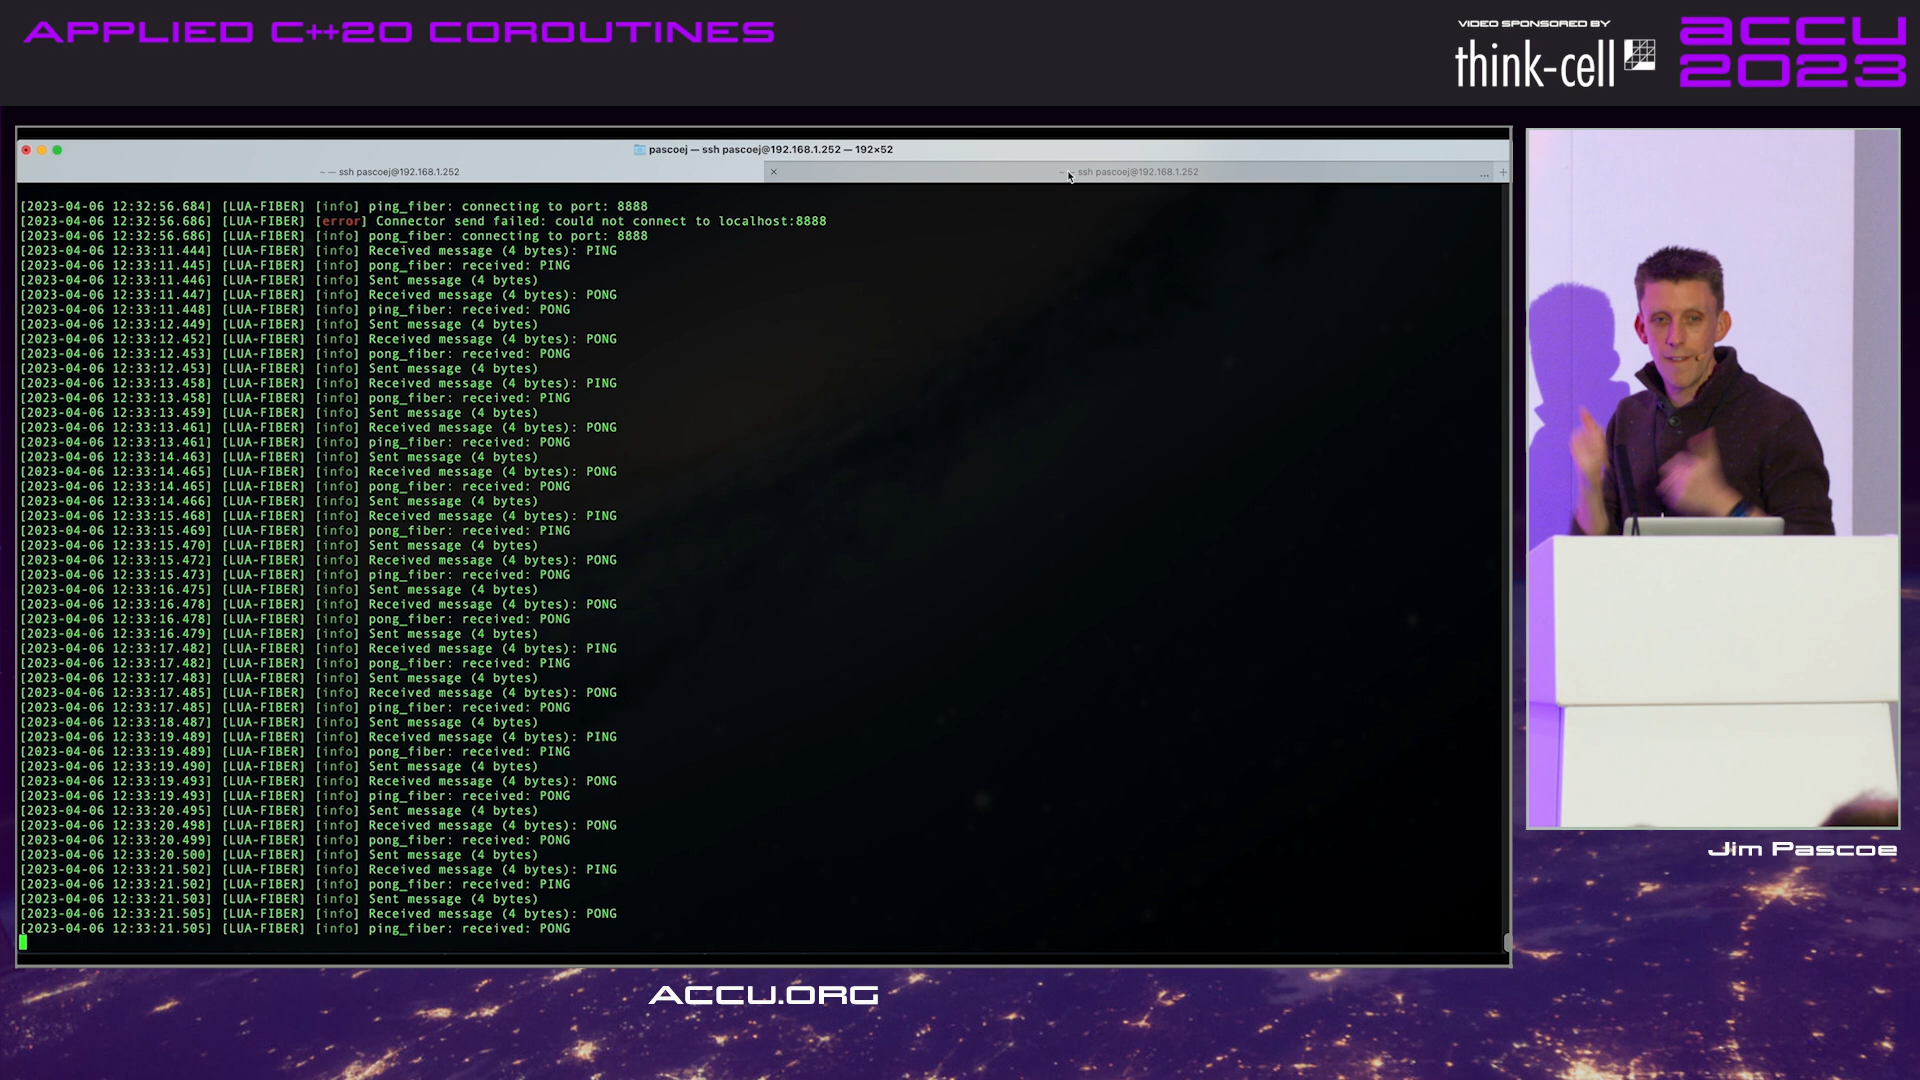 APPLIED C++20 COROUTINES
VIDEO SPONSORED BY
think-cell
ACCU
2023
pascoej — ssh pascoej@192.168.1.252 — 192×52
~ — ssh pascoej@192.168.1.252
~ — ssh pascoej@192.168.1.252
[2023-04-06 12:32:56.684] [LUA-FIBER] [info] ping_fiber: connecting to port: 8888
[2023-04-06 12:32:56.686] [LUA-FIBER] [error] Connector send failed: could not connect to localhost:8888
[2023-04-06 12:32:56.686] [LUA-FIBER] [info] pong_fiber: connecting to port: 8888
[2023-04-06 12:33:11.444] [LUA-FIBER] [info] Received message (4 bytes): PING
[2023-04-06 12:33:11.445] [LUA-FIBER] [info] pong_fiber: received: PING
[2023-04-06 12:33:11.446] [LUA-FIBER] [info] Sent message (4 bytes)
[2023-04-06 12:33:11.447] [LUA-FIBER] [info] Received message (4 bytes): PONG
[2023-04-06 12:33:11.448] [LUA-FIBER] [info] ping_fiber: received: PONG
[2023-04-06 12:33:12.449] [LUA-FIBER] [info] Sent message (4 bytes)
[2023-04-06 12:33:12.452] [LUA-FIBER] [info] Received message (4 bytes): PONG
[2023-04-06 12:33:12.453] [LUA-FIBER] [info] pong_fiber: received: PONG
[2023-04-06 12:33:12.453] [LUA-FIBER] [info] Sent message (4 bytes)
[2023-04-06 12:33:13.458] [LUA-FIBER] [info] Received message (4 bytes): PING
[2023-04-06 12:33:13.458] [LUA-FIBER] [info] pong_fiber: received: PING
[2023-04-06 12:33:13.459] [LUA-FIBER] [info] Sent message (4 bytes)
[2023-04-06 12:33:13.461] [LUA-FIBER] [info] Received message (4 bytes): PONG
[2023-04-06 12:33:13.461] [LUA-FIBER] [info] ping_fiber: received: PONG
[2023-04-06 12:33:14.463] [LUA-FIBER] [info] Sent message (4 bytes)
[2023-04-06 12:33:14.465] [LUA-FIBER] [info] Received message (4 bytes): PONG
[2023-04-06 12:33:14.465] [LUA-FIBER] [info] pong_fiber: received: PONG
[2023-04-06 12:33:14.466] [LUA-FIBER] [info] Sent message (4 bytes)
[2023-04-06 12:33:15.468] [LUA-FIBER] [info] Received message (4 bytes): PING
[2023-04-06 12:33:15.469] [LUA-FIBER] [info] pong_fiber: received: PING
[2023-04-06 12:33:15.470] [LUA-FIBER] [info] Sent message (4 bytes)
[2023-04-06 12:33:15.472] [LUA-FIBER] [info] Received message (4 bytes): PONG
[2023-04-06 12:33:15.473] [LUA-FIBER] [info] ping_fiber: received: PONG
[2023-04-06 12:33:16.475] [LUA-FIBER] [info] Sent message (4 bytes)
[2023-04-06 12:33:16.478] [LUA-FIBER] [info] Received message (4 bytes): PONG
[2023-04-06 12:33:16.478] [LUA-FIBER] [info] pong_fiber: received: PONG
[2023-04-06 12:33:16.479] [LUA-FIBER] [info] Sent message (4 bytes)
[2023-04-06 12:33:17.482] [LUA-FIBER] [info] Received message (4 bytes): PING
[2023-04-06 12:33:17.482] [LUA-FIBER] [info] pong_fiber: received: PING
[2023-04-06 12:33:17.483] [LUA-FIBER] [info] Sent message (4 bytes)
[2023-04-06 12:33:17.485] [LUA-FIBER] [info] Received message (4 bytes): PONG
[2023-04-06 12:33:17.485] [LUA-FIBER] [info] ping_fiber: received: PONG
[2023-04-06 12:33:18.487] [LUA-FIBER] [info] Sent message (4 bytes)
[2023-04-06 12:33:19.489] [LUA-FIBER] [info] Received message (4 bytes): PING
[2023-04-06 12:33:19.489] [LUA-FIBER] [info] pong_fiber: received: PING
[2023-04-06 12:33:19.490] [LUA-FIBER] [info] Sent message (4 bytes)
[2023-04-06 12:33:19.493] [LUA-FIBER] [info] Received message (4 bytes): PONG
[2023-04-06 12:33:19.493] [LUA-FIBER] [info] ping_fiber: received: PONG
[2023-04-06 12:33:20.495] [LUA-FIBER] [info] Sent message (4 bytes)
[2023-04-06 12:33:20.498] [LUA-FIBER] [info] Received message (4 bytes): PONG
[2023-04-06 12:33:20.499] [LUA-FIBER] [info] pong_fiber: received: PONG
[2023-04-06 12:33:20.500] [LUA-FIBER] [info] Sent message (4 bytes)
[2023-04-06 12:33:21.502] [LUA-FIBER] [info] Received message (4 bytes): PING
[2023-04-06 12:33:21.502] [LUA-FIBER] [info] pong_fiber: received: PING
[2023-04-06 12:33:21.503] [LUA-FIBER] [info] Sent message (4 bytes)
[2023-04-06 12:33:21.505] [LUA-FIBER] [info] Received message (4 bytes): PONG
[2023-04-06 12:33:21.505] [LUA-FIBER] [info] ping_fiber: received: PONG
Jim Pascoe
ACCU.ORG